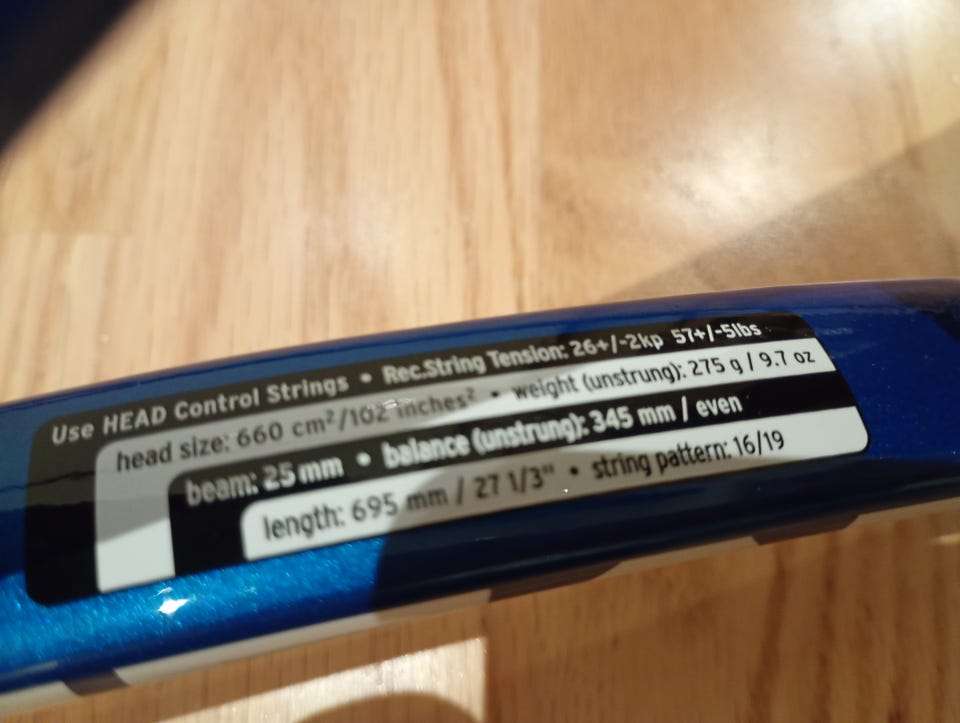 Use HEAD Control Strings • Rec.String Tension: 26+/-2kp 57+/-5lbs
head size: 660 cm²/102 inches² • weight (unstrung): 275 g / 9.7 oz
beam: 25 mm • balance (unstrung): 345 mm / even
length: 695 mm / 27 1/3" • string pattern: 16/19